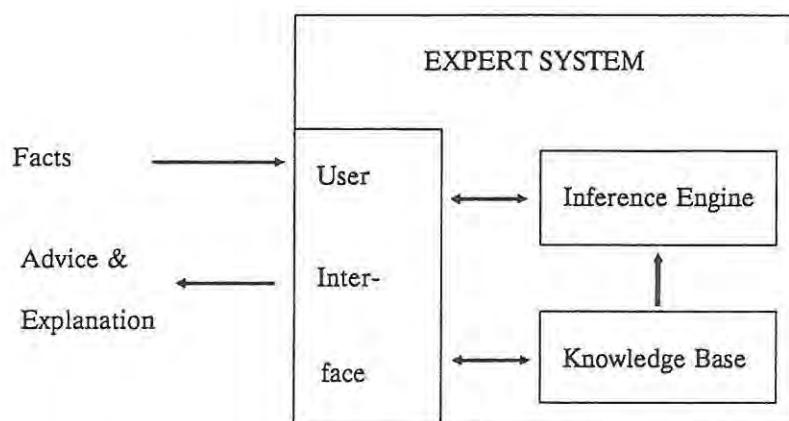 EXPERT SYSTEM
Facts
Advice &
Explanation
User
Inter-
face
Inference Engine
Knowledge Base